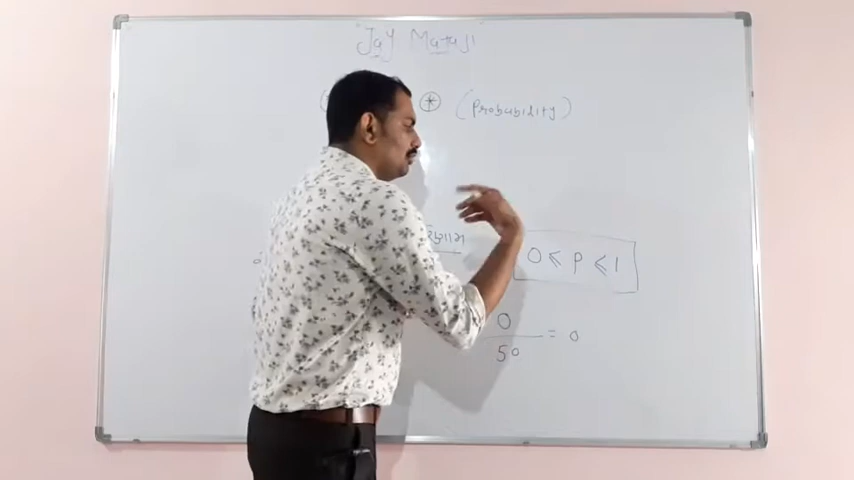 Jay Mataji
(Probability)
0 ≤ P ≤ 1
0
50
= 0